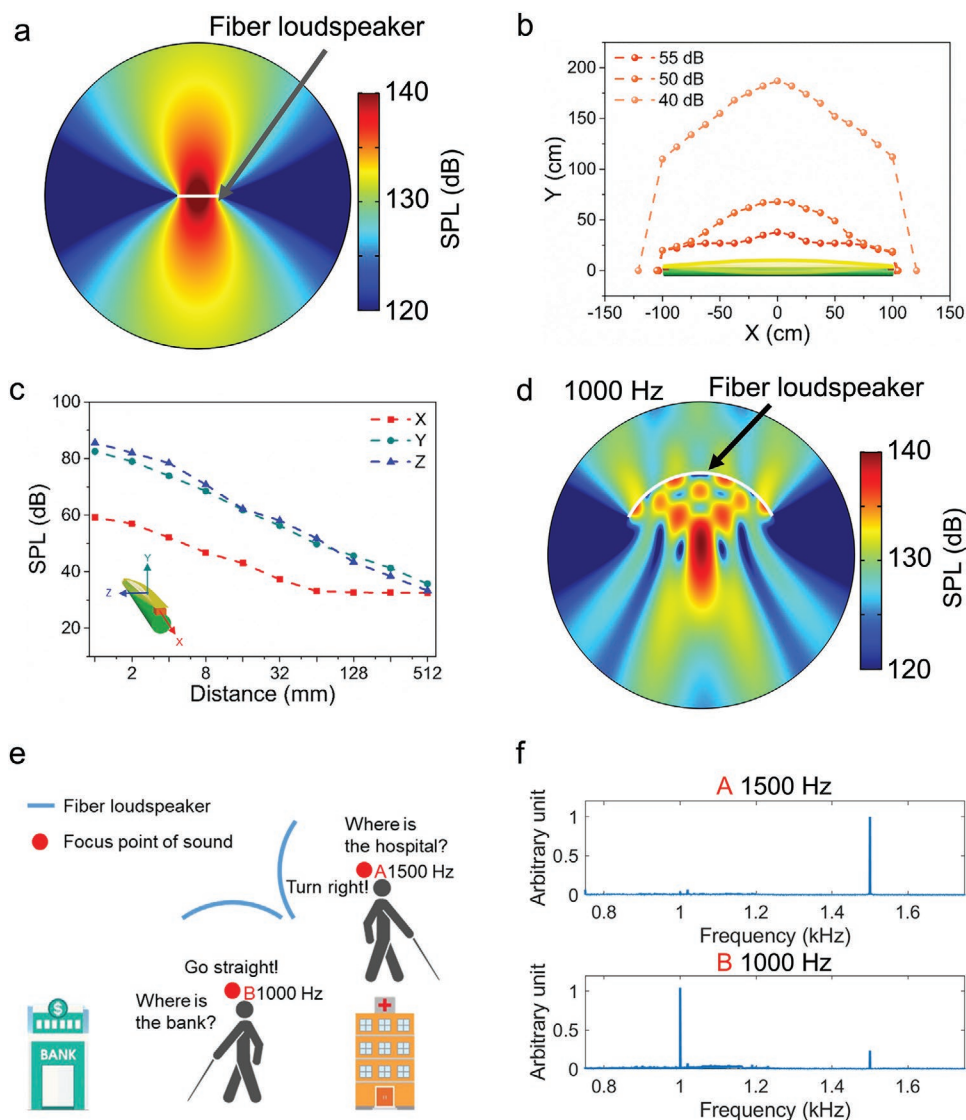 a
Fiber loudspeaker
140
130
120
SPL (dB)
b
55 dB
50 dB
40 dB
200
150
100
50
0
Y (cm)
-150
-100
-50
0
50
100
150
X (cm)
c
100
80
60
40
20
SPL (dB)
X
Y
Z
Y
Z
X
2
8
32
128
512
Distance (mm)
d
1000 Hz
Fiber loudspeaker
140
130
120
SPL (dB)
e
Fiber loudspeaker
Focus point of sound
Where is
the hospital?
A 1500 Hz
Turn right!
Go straight!
B 1000 Hz
Where is
the bank?
$
BANK
f
A 1500 Hz
1
0.5
0
Arbitrary unit
0.8
1
1.2
1.4
1.6
Frequency (kHz)
B 1000 Hz
1
0.5
0
Arbitrary unit
0.8
1
1.2
1.4
1.6
Frequency (kHz)